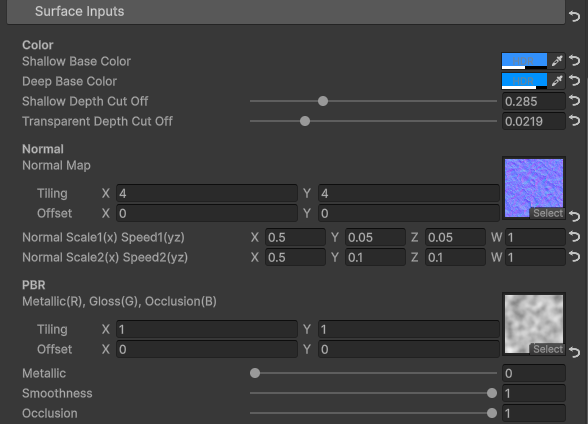 Surface Inputs
Color
Shallow Base Color
Deep Base Color
Shallow Depth Cut Off 0.285
Transparent Depth Cut Off 0.0219
Normal
Normal Map
Tiling X 4 Y 4
Offset X 0 Y 0
Select
Normal Scale1(x) Speed1(yz) X 0.5 Y 0.05 Z 0.05 W 1
Normal Scale2(x) Speed2(yz) X 0.5 Y 0.1 Z 0.1 W 1
PBR
Metallic(R), Gloss(G), Occlusion(B)
Tiling X 1 Y 1
Offset X 0 Y 0
Select
Metallic 0
Smoothness 1
Occlusion 1